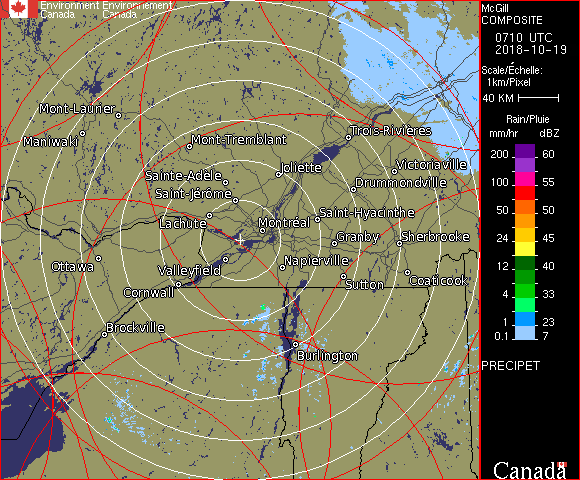 Environment Environnement
Canada Canada
McGill
COMPOSITE
0710 UTC
2018-10-19
Scale/Échelle:
1km/Pixel
40 KM
Rain/Pluie
mm/hr dBZ
200 60
100 55
50 50
24 45
12 40
4 33
1 23
0.1 7
PRECIPET
Canada
Mont-Laurier
Maniwaki
Mont-Tremblant
Trois-Rivières
Joliette
Victoriaville
Sainte-Adèle
Drummondville
Saint-Jérôme
Saint-Hyacinthe
Lachute
Montréal
Granby
Sherbrooke
Ottawa
Valleyfield
Napierville
Cornwall
Sutton
Coaticook
Brockville
Burlington